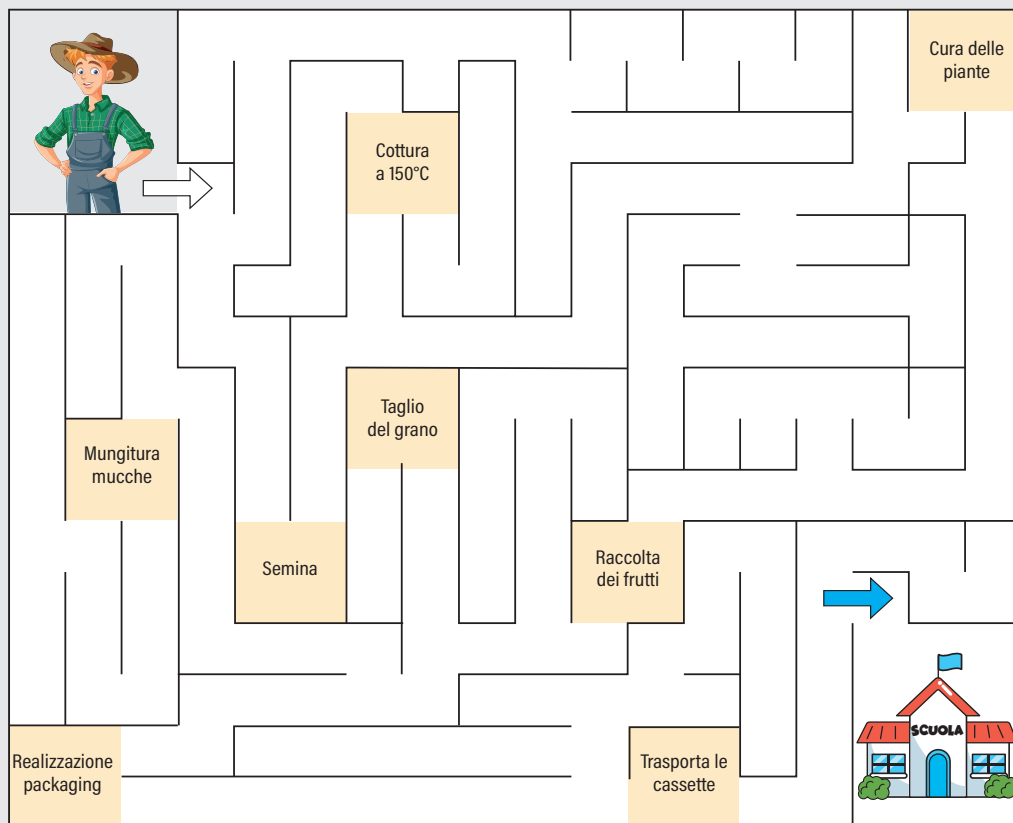 Cura delle
piante
Cottura
a 150°C
Taglio
del grano
Mungitura
mucche
Semina
Raccolta
dei frutti
SCUOLA
Realizzazione
packaging
Trasporta le
cassette